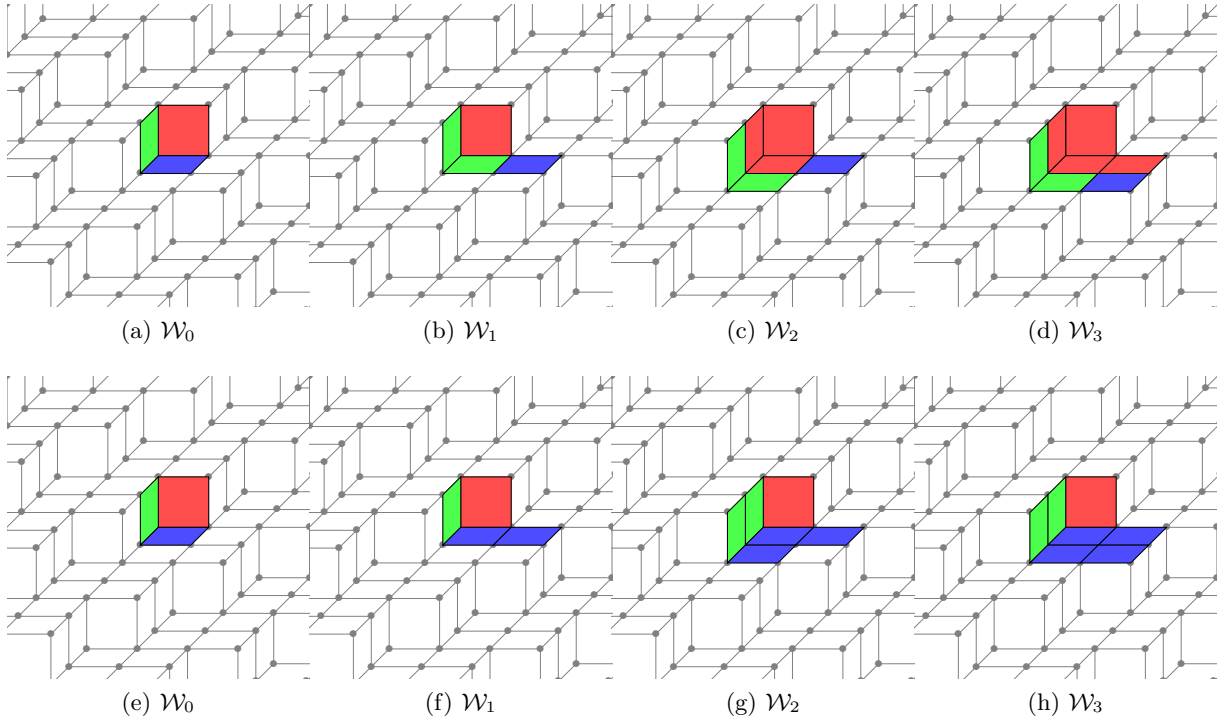 (a) 𝒲₀ (b) 𝒲₁ (c) 𝒲₂ (d) 𝒲₃
(e) 𝒲₀ (f) 𝒲₁ (g) 𝒲₂ (h) 𝒲₃